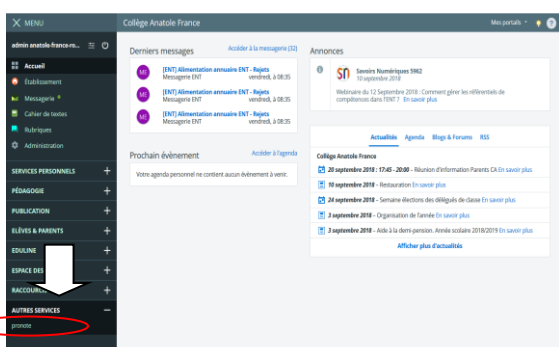 MENU
Collège Anatole France
Mes portails
admin anatole-france-ro...
Accueil
Établissement
Messagerie
Cahier de textes
Rubriques
Administration
SERVICES PERSONNELS +
PÉDAGOGIE +
PUBLICATION +
ELÈVES & PARENTS +
EDULINE +
ESPACE DES +
RACCOURCIS +
AUTRES SERVICES –
pronote
Derniers messages
Accéder à la messagerie (32)
ME [ENT] Alimentation annuaire ENT - Rejets
Messagerie ENT vendredi, à 08:35
ME [ENT] Alimentation annuaire ENT - Rejets
Messagerie ENT vendredi, à 08:35
ME [ENT] Alimentation annuaire ENT - Rejets
Messagerie ENT vendredi, à 08:35
Prochain évènement
Accéder à l'agenda
Votre agenda personnel ne contient aucun évènement à venir.
Annonces
Savoirs Numériques 5962
10 septembre 2018
Webinaire du 12 Septembre 2018 : Comment gérer les référentiels de
compétences dans l'ENT ? En savoir plus
Actualités Agenda Blogs & Forums RSS
Collège Anatole France
20 septembre 2018 : 17:45 - 20:00 - Réunion d'information Parents CA En savoir plus
10 septembre 2018 - Restauration En savoir plus
24 septembre 2018 - Semaine élections des délégués de classe En savoir plus
3 septembre 2018 - Organisation de l'année En savoir plus
3 septembre 2018 - Aide à la demi-pension. Année scolaire 2018/2019 En savoir plus
Afficher plus d'actualités